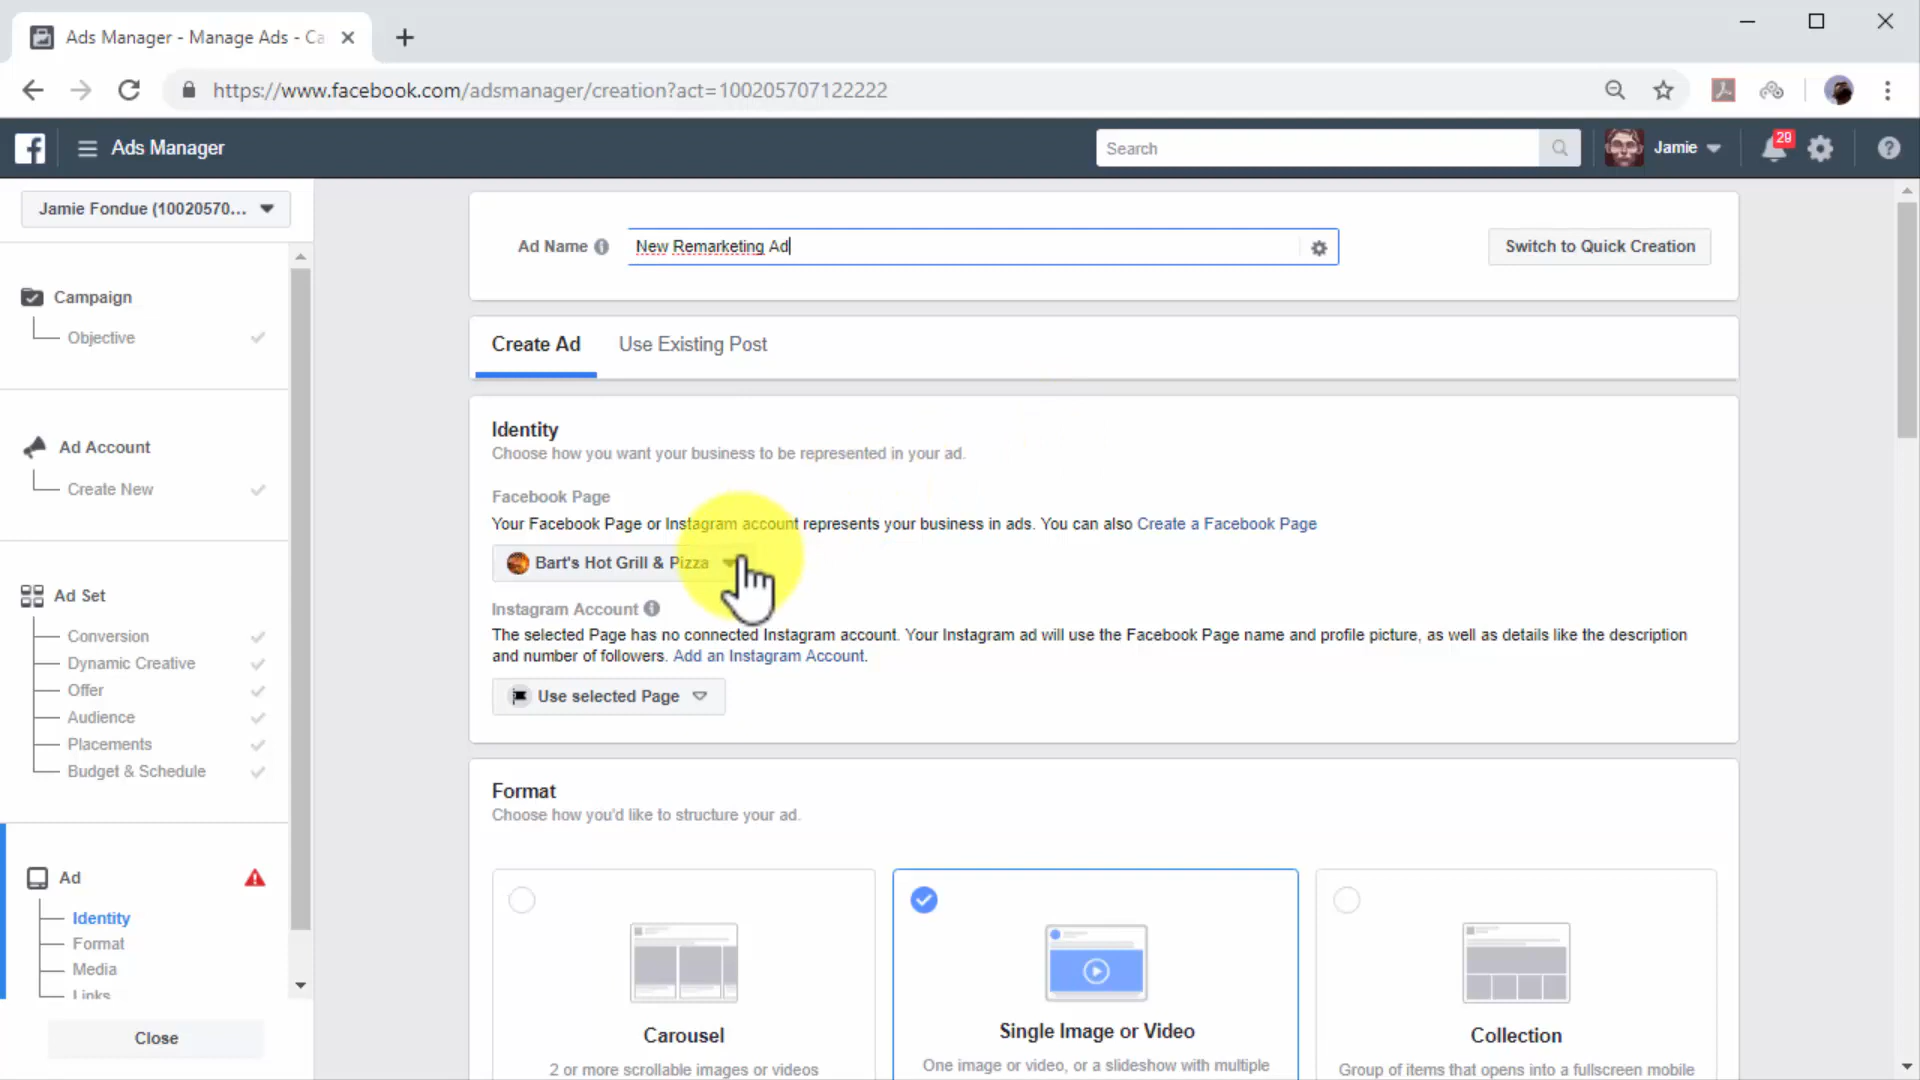 Ads Manager - Manage Ads - Ca
https://www.facebook.com/adsmanager/creation?act=100205707122222
Ads Manager
Search
Jamie
29
Jamie Fondue (10020570...
Campaign
Objective
Ad Account
Create New
Ad Set
Conversion
Dynamic Creative
Offer
Audience
Placements
Budget & Schedule
Ad
Identity
Format
Media
Links
Close
Ad Name
New Remarketing Ad
Switch to Quick Creation
Create Ad
Use Existing Post
Identity
Choose how you want your business to be represented in your ad.
Facebook Page
Your Facebook Page or Instagram account represents your business in ads. You can also Create a Facebook Page
Bart's Hot Grill & Pizza
Instagram Account
The selected Page has no connected Instagram account. Your Instagram ad will use the Facebook Page name and profile picture, as well as details like the description
and number of followers. Add an Instagram Account.
Use selected Page
Format
Choose how you'd like to structure your ad.
Carousel
2 or more scrollable images or videos
Single Image or Video
One image or video, or a slideshow with multiple
Collection
Group of items that opens into a fullscreen mobile